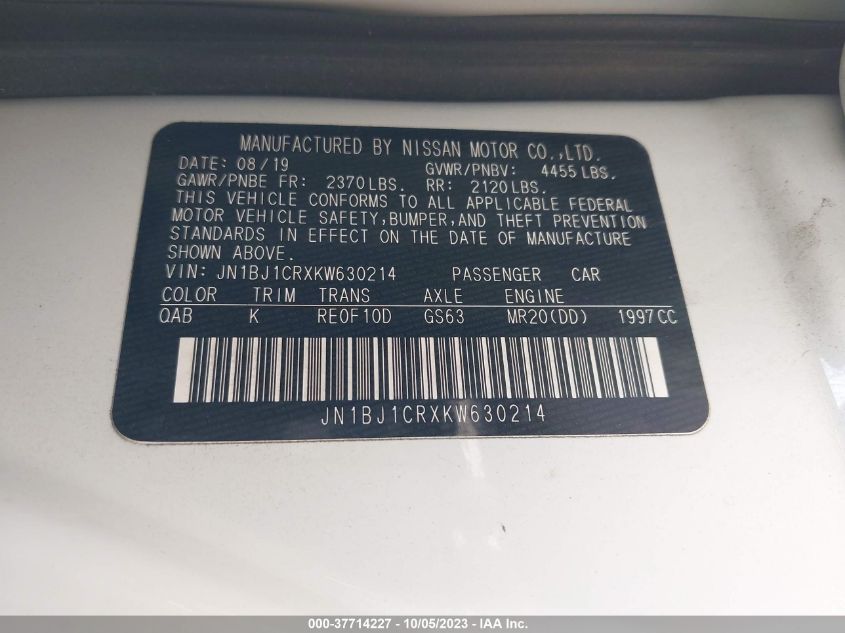 MANUFACTURED BY NISSAN MOTOR CO.,LTD.
DATE: 08/19 GVWR/PNBV: 4455 LBS.
GAWR/PNBE FR: 2370LBS. RR: 2120LBS.
THIS VEHICLE CONFORMS TO ALL APPLICABLE FEDERAL
MOTOR VEHICLE SAFETY,BUMPER,AND THEFT PREVENTION
STANDARDS IN EFFECT ON THE DATE OF MANUFACTURE
SHOWN ABOVE.
VIN: JN1BJ1CRXKW630214 PASSENGER CAR
COLOR TRIM TRANS AXLE ENGINE
QAB K RE0F10D GS63 MR20(DD) 1997CC
JN1BJ1CRXKW630214
000-37714227 - 10/05/2023 - IAA Inc.